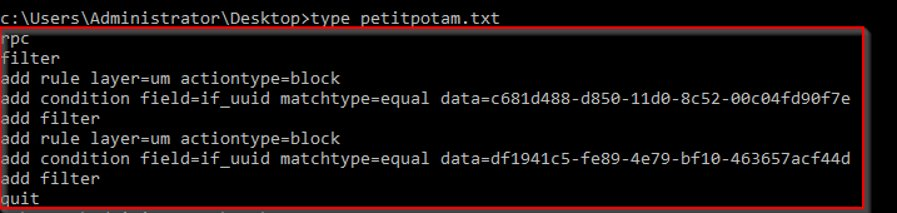 c:\Users\Administrator\Desktop>type petitpotam.txt
rpc
filter
add rule layer=um actiontype=block
add condition field=if_uuid matchtype=equal data=c681d488-d850-11d0-8c52-00c04fd90f7e
add filter
add rule layer=um actiontype=block
add condition field=if_uuid matchtype=equal data=df1941c5-fe89-4e79-bf10-463657acf44d
add filter
quit